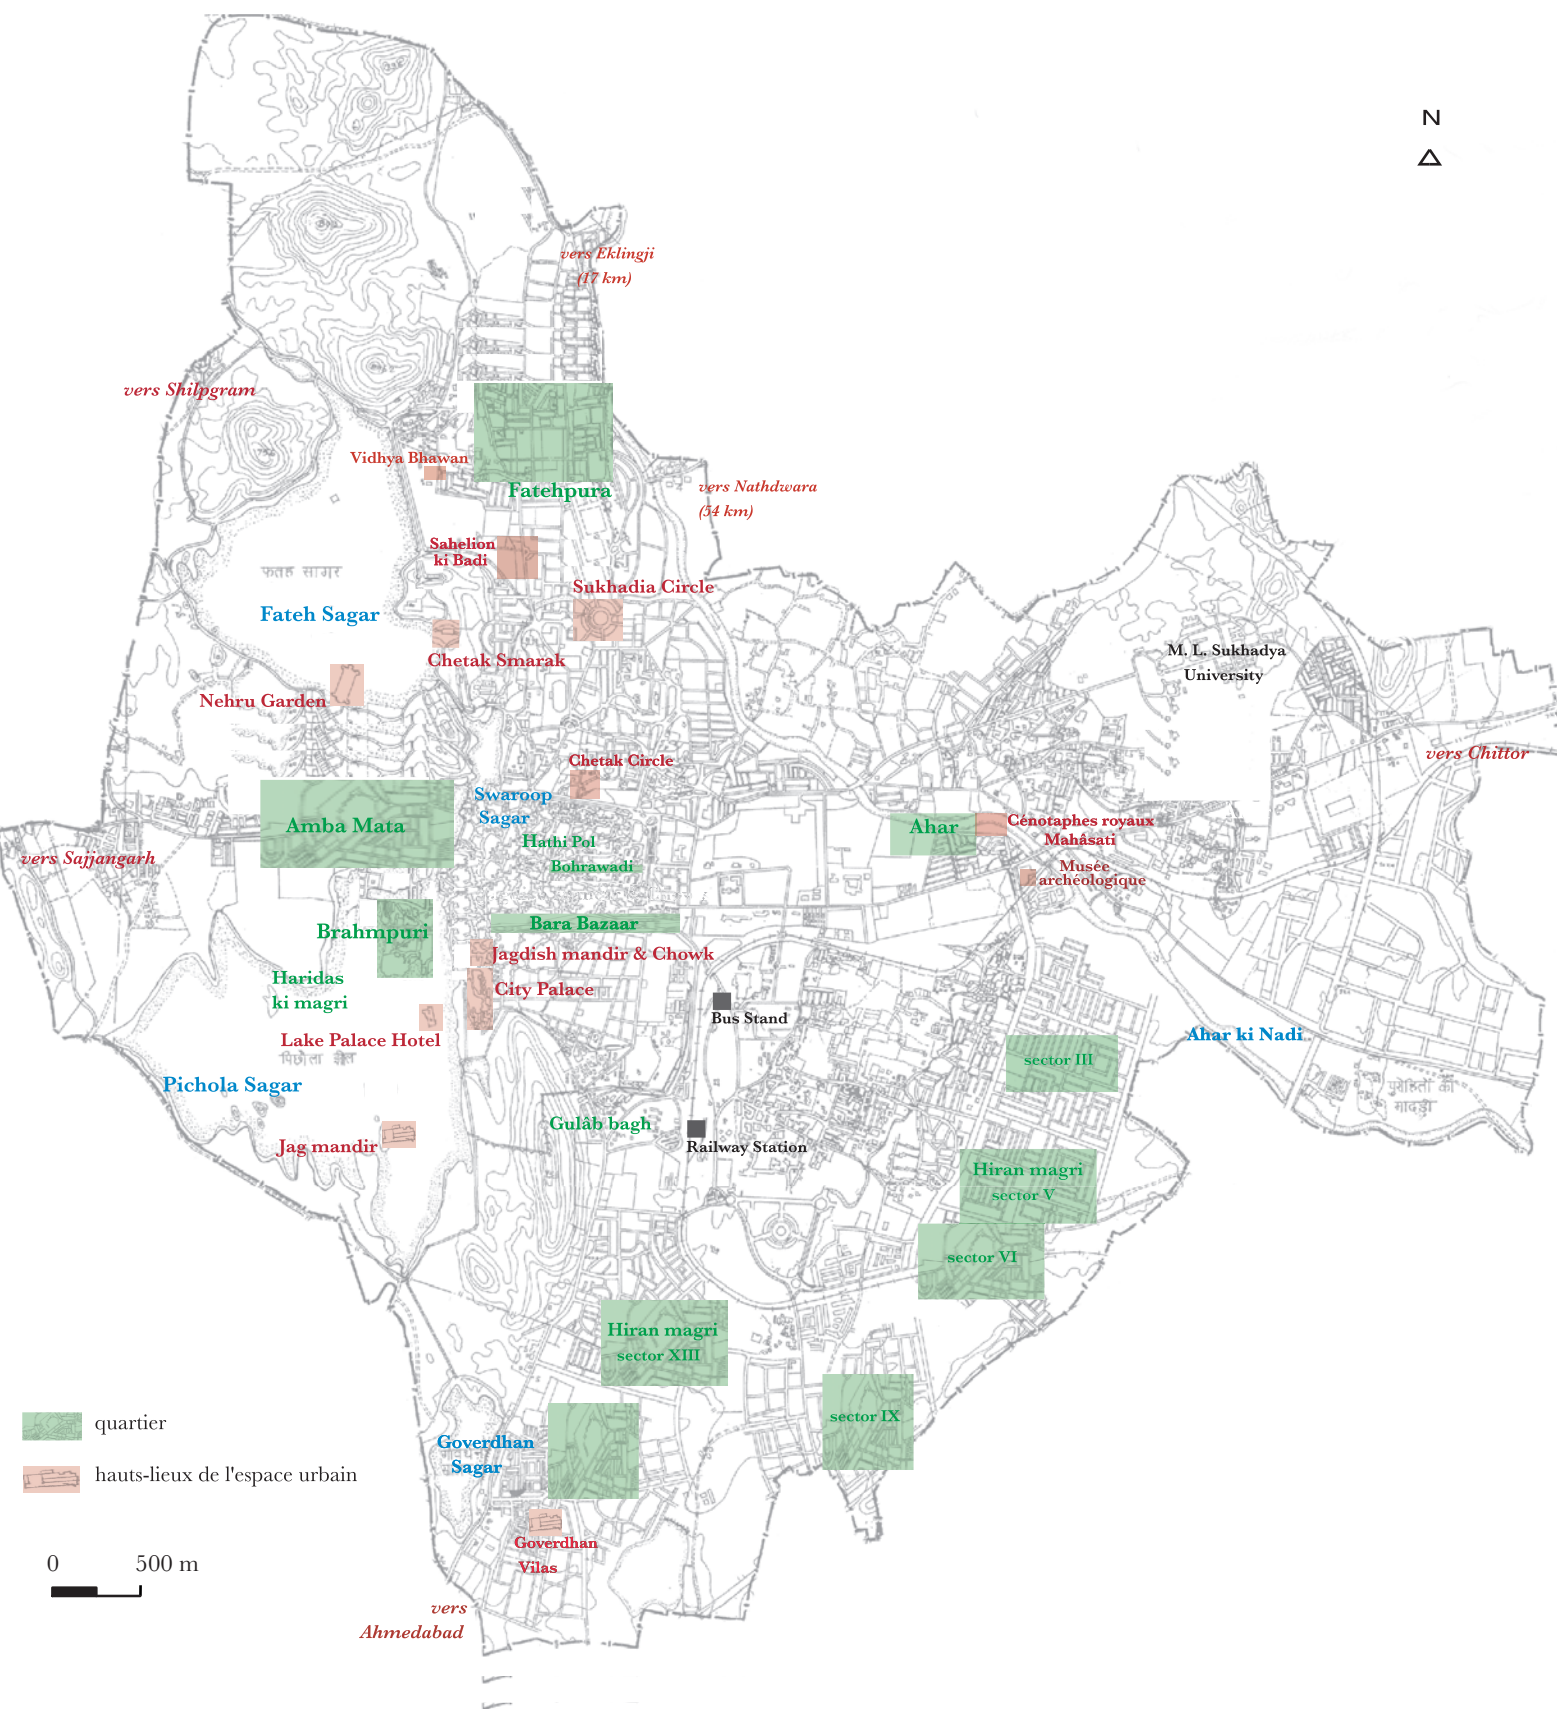 N
vers Eklingji
(17 km)
vers Shilpgram
Vidhya Bhawan
Fatehpura
vers Nathdwara
(54 km)
Sahelion
ki Badi
फतह सागर
Sukhadia Circle
Fateh Sagar
Chetak Smarak
M. L. Sukhadya
University
Nehru Garden
vers Chittor
Chetak Circle
Swaroop
Sagar
Amba Mata
Hathi Pol
Ahar
Cénotaphes royaux
Mahâsati
vers Sajjangarh
Bohrawadi
Musée
archéologique
Bara Bazaar
Brahmpuri
Jagdish mandir & Chowk
Haridas
ki magri
City Palace
Bus Stand
Lake Palace Hotel
Ahar ki Nadi
sector III
Pichola Sagar
Gulâb bagh
Jag mandir
Railway Station
Hiran magri
sector V
sector VI
Hiran magri
sector XIII
quartier
sector IX
Goverdhan
Sagar
hauts-lieux de l'espace urbain
Goverdhan
Vilas
0 500 m
vers
Ahmedabad